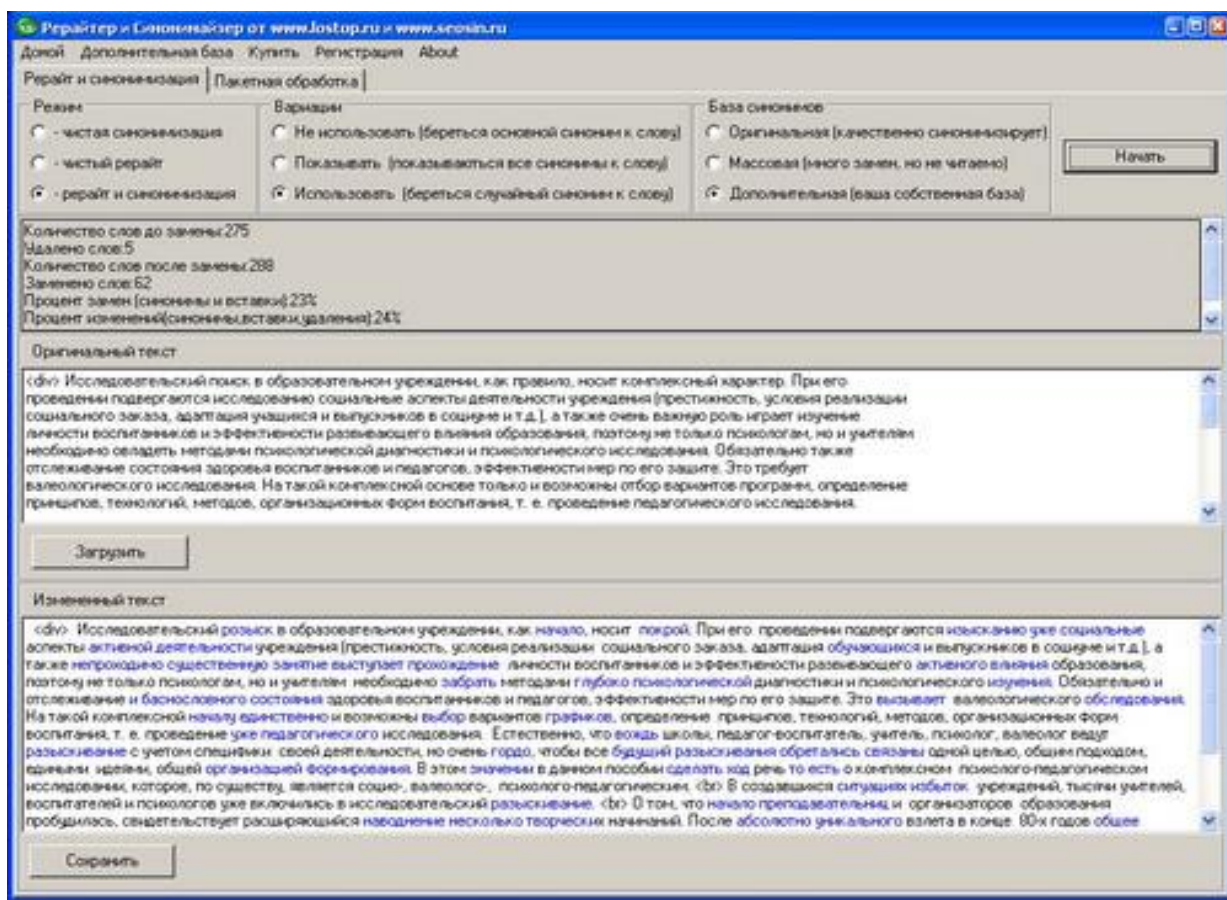 Рерайтер и Синонимайзер от www.lostop.ru и www.seosin.ru
Домой Дополнительная база Купить Регистрация About
Рерайт и синонимизация Пакетная обработка
Режим Вариации База синонимов
- чистая синонимизация Не использовать (береться основной синоним к слову) Оригинальная (качественно синонимизирует)
- чистый рерайт Показывать (показываються все синонимы к слову) Массовая (много замен, но не читаемо) Начать
- рерайт и синонимизация Использовать (береться случайный синоним к слову) Дополнительная (ваша собственная база)
Количество слов до замены:275
Удалено слов:5
Количество слов после замены:288
Заменено слов:62
Процент замен (синонимы и вставки):23%
Процент изменений(синонимы,вставки,удаления):24%
Оригинальный текст
<div> Исследовательский поиск в образовательном учреждении, как правило, носит комплексный характер. При его
проведении подвергаются исследованию социальные аспекты деятельности учреждения (престижность, условия реализации
социального заказа, адаптация учащихся и выпускников в социуме и т.д.), а также очень важную роль играет изучение
личности воспитанников и эффективности развивающего влияния образования, поэтому не только психологам, но и учителям
необходимо овладеть методами психологической диагностики и психологического исследования. Обязательно также
отслеживание состояния здоровья воспитанников и педагогов, эффективности мер по его защите. Это требует
валеологического исследования. На такой комплексной основе только и возможны отбор вариантов программ, определение
принципов, технологий, методов, организационных форм воспитания, т. е. проведение педагогического исследования.
Загрузить
Измененный текст
<div> Исследовательский розыск в образовательном учреждении, как начало, носит покрой. При его проведении подвергаются изысканию уже социальные
аспекты активной деятельности учреждения (престижность, условия реализации социального заказа, адаптация обучающихся и выпускников в социуме и т.д.), а
также непроходимо существенную занятие выступает прохождение личности воспитанников и эффективности развивающего активного влияния образования,
поэтому не только психологам, но и учителям необходимо забрать методами глубоко психологической диагностики и психологического изучения. Обязательно и
отслеживание и баснословного состояния здоровья воспитанников и педагогов, эффективности мер по его защите. Это вызывает валеологического обследования.
На такой комплексной началу единственно и возможны выбор вариантов графиков, определение принципов, технологий, методов, организационных форм
воспитания, т. е. проведение уже педагогического исследования. Естественно, что вождь школы, педагог-воспитатель, учитель, психолог, валеолог ведут
разыскивание с учетом специфики своей деятельности, но очень гордо, чтобы все будущий разыскивания обретались связаны одной целью, общим подходом,
едиными идеями, общей организацией формирования. В этом значении в данном пособии сделать ход речь то есть о комплексном психолого-педагогическом
исследовании, которое, по существу, является социо-, валеолого-, психолого-педагогическим. <br> В создавшихся ситуациях избыток учреждений, тысячи учителей,
воспитателей и психологов уже включились в исследовательский разыскивание. <br> О том, что начало преподавательниц и организаторов образования
пробудилась, свидетельствует расширяющийся наводнение несколько творческих начинаний. После абсолютно уникального взлета в конце 80-х годов общее
Сохранить